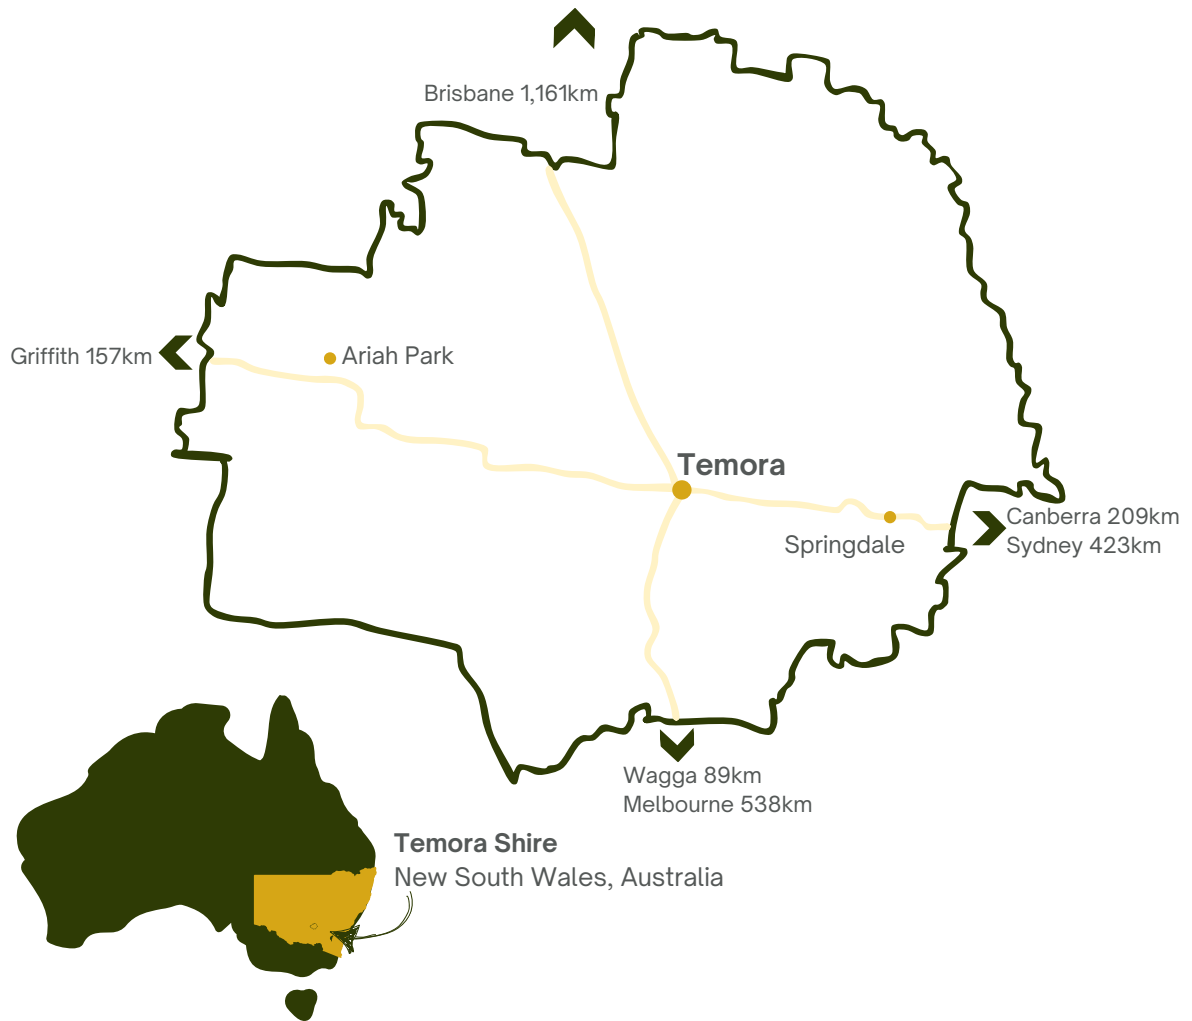 Brisbane 1,161km
Griffith 157km
Ariah Park
Temora
Canberra 209km
Sydney 423km
Springdale
Wagga 89km
Melbourne 538km
Temora Shire
New South Wales, Australia